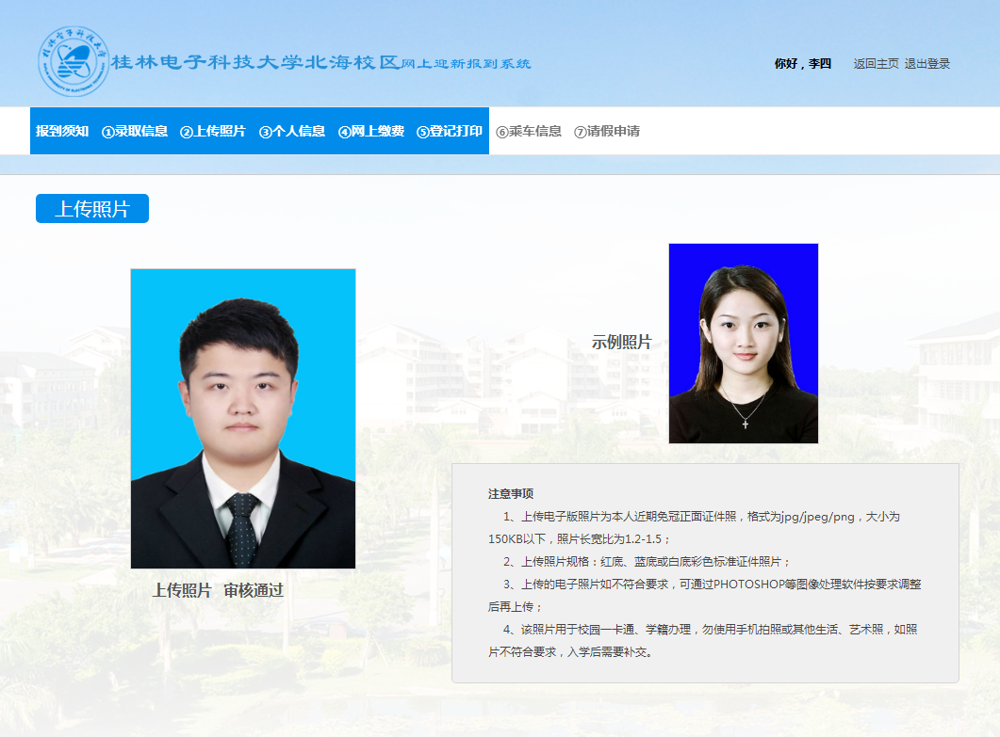 桂林电子科技大学北海校区网上迎新报到系统
你好，李四 返回主页 退出登录
报到须知 ①录取信息 ②上传照片 ③个人信息 ④网上缴费 ⑤登记打印 ⑥乘车信息 ⑦请假申请
上传照片
示例照片
上传照片 审核通过
注意事项
1、上传电子版照片为本人近期免冠正面证件照，格式为jpg/jpeg/png，大小为
150KB以下，照片长宽比为1.2-1.5；
2、上传照片规格：红底、蓝底或白底彩色标准证件照片；
3、上传的电子照片如不符合要求，可通过PHOTOSHOP等图像处理软件按要求调整
后再上传；
4、该照片用于校园一卡通、学籍办理，勿使用手机拍照或其他生活、艺术照，如照
片不符合要求，入学后需要补交。